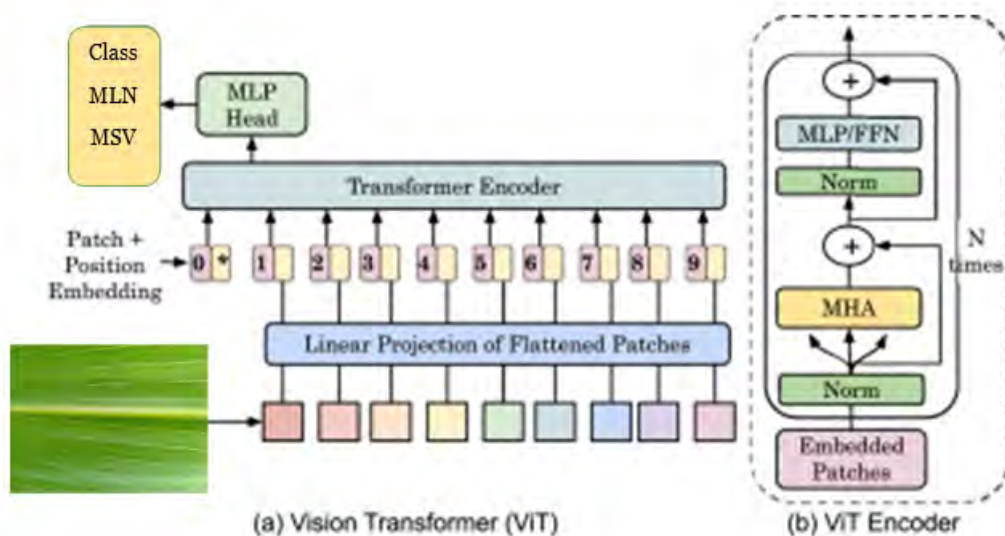 Class
MLN
MSV
MLP
Head
Transformer Encoder
Patch +
Position
Embedding
0 * 1 2 3 4 5 6 7 8 9
Linear Projection of Flattened Patches
(a) Vision Transformer (ViT)
+
MLP/FFN
Norm
+
N
times
MHA
Norm
Embedded
Patches
(b) ViT Encoder